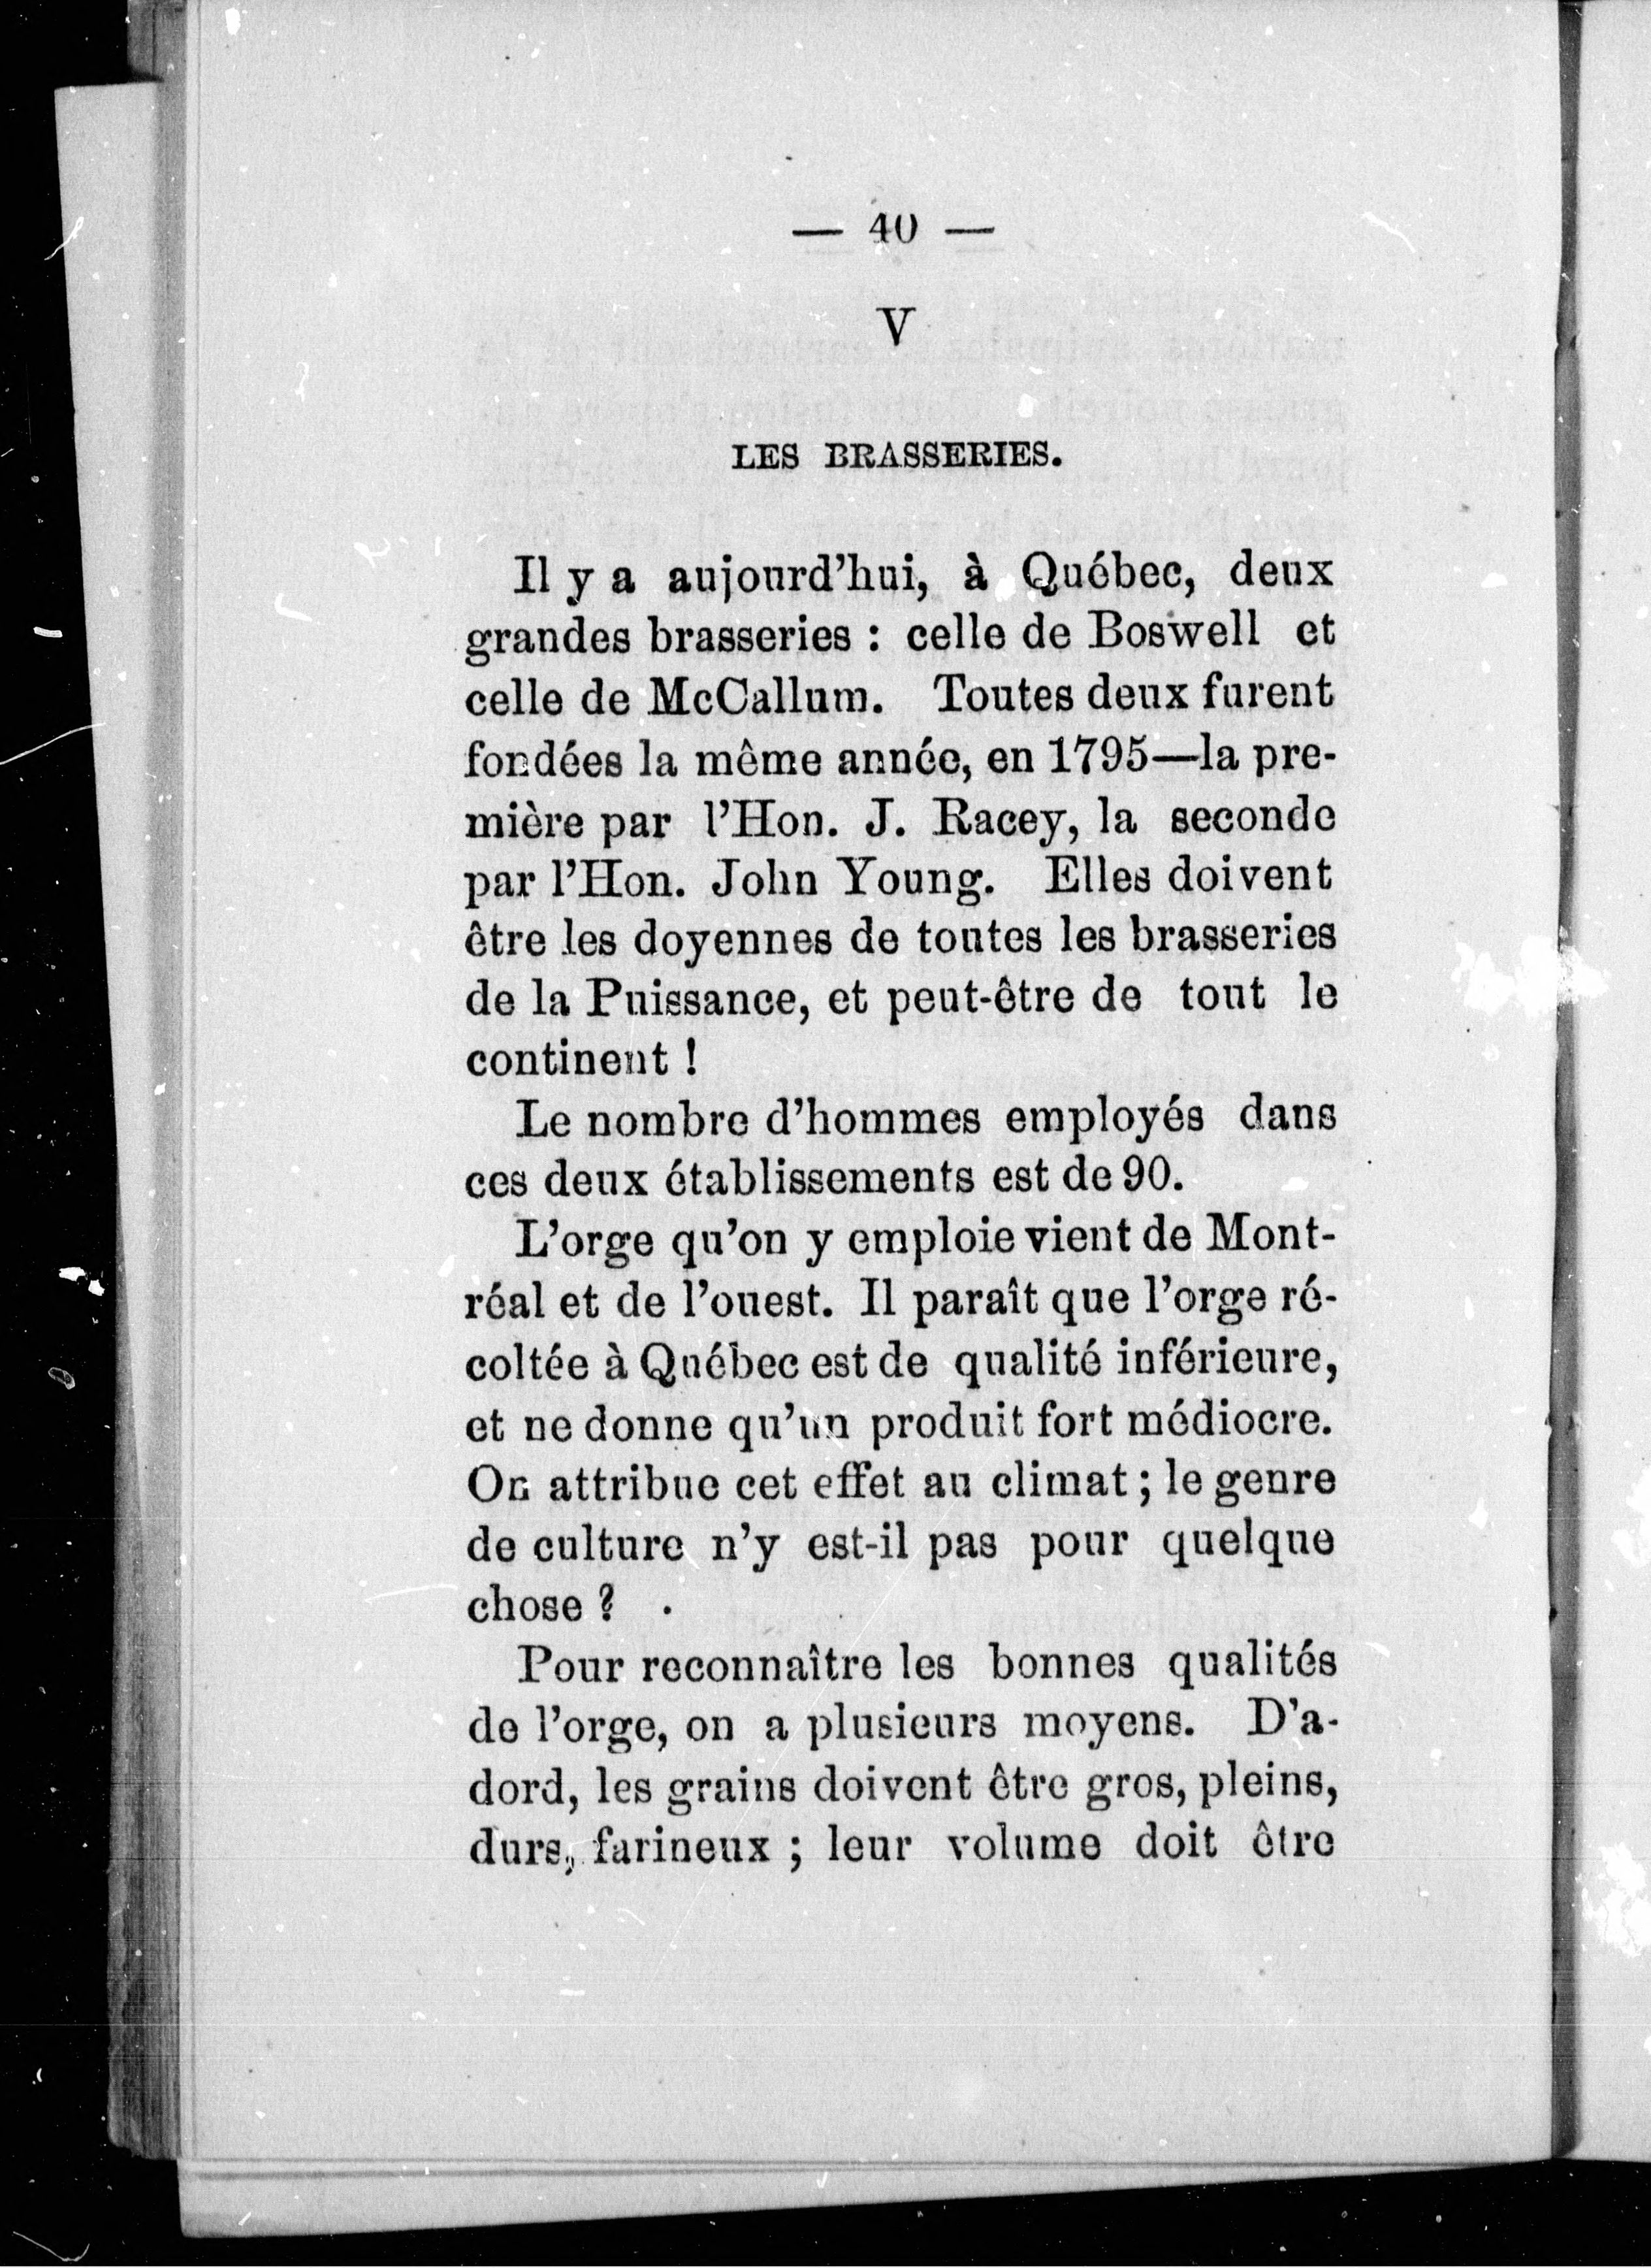 — 40 —
V
LES BRASSERIES.
Il y a aujourd'hui, à Québec, deux
grandes brasseries : celle de Boswell et
celle de McCallum. Toutes deux furent
fondées la même année, en 1795—la pre-
mière par l'Hon. J. Racey, la seconde
par l'Hon. John Young. Elles doivent
être les doyennes de toutes les brasseries
de la Puissance, et peut-être de tout le
continent !
Le nombre d'hommes employés dans
ces deux établissements est de 90.
L'orge qu'on y emploie vient de Mont-
réal et de l'ouest. Il paraît que l'orge ré-
coltée à Québec est de qualité inférieure,
et ne donne qu'un produit fort médiocre.
On attribue cet effet au climat ; le genre
de culture n'y est-il pas pour quelque
chose ?
Pour reconnaître les bonnes qualités
de l'orge, on a plusieurs moyens. D'a-
dord, les grains doivent être gros, pleins,
durs, farineux ; leur volume doit être